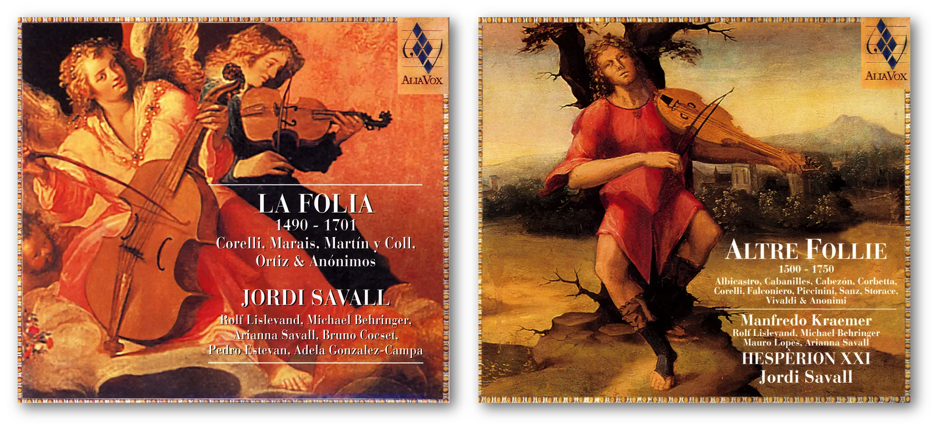 ALIAVOX
LA FOLIA
1490 - 1701
Corelli, Marais, Martín y Coll,
Ortiz & Anónimos
JORDI SAVALL
Rolf Lislevand, Michael Behringer,
Arianna Savall, Bruno Cocset,
Pedro Estevan, Adela Gonzalez-Campa
ALIAVOX
ALTRE FOLLIE
1500 - 1750
Albicastro, Cabanilles, Cabezón, Corbetta,
Corelli, Falconiero, Piccinini, Sanz, Storace,
Vivaldi & Anonimi
Manfredo Kraemer
Rolf Lislevand, Michael Behringer
Mauro Lopes, Arianna Savall
HESPÈRION XXI
Jordi Savall